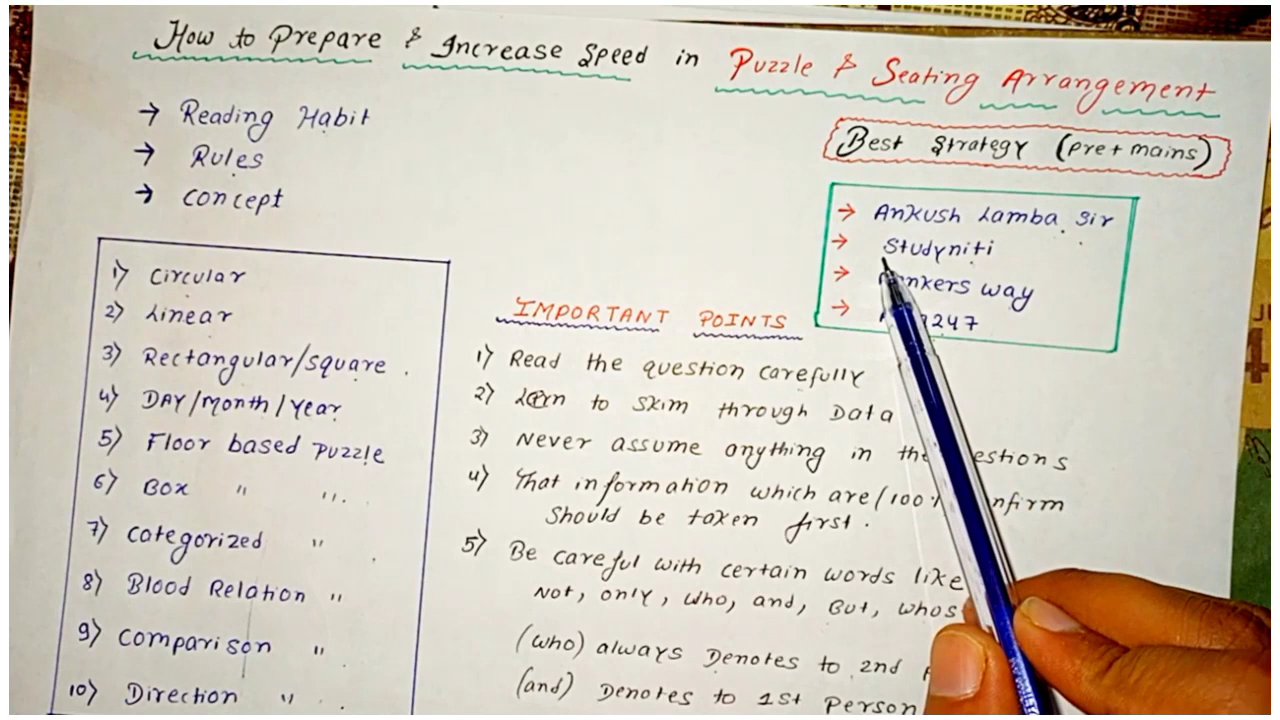 How to Prepare & Increase Speed in Puzzle & Seating Arrangement
→ Reading Habit
→ Rules
→ concept
Best Strategy (pre + mains)
→ Ankush Lamba Sir
→ Studyniti
→ way
→ 247
1) Circular
2) Linear
3) Rectangular/square .
4) DAY/month/year
5) Floor based puzzle
6) Box " ".
7) Categorized "
8) Blood Relation "
9) Comparison "
10) Direction "
IMPORTANT POINTS
1) Read the question carefully
2) to skim through Data
3) Never assume anything in
4) That information which are
Should be taken first.
5) Be careful with certain words like
Not, only, who, and, But,
(who) always Denotes to 2nd
(and) Denotes to 1st person